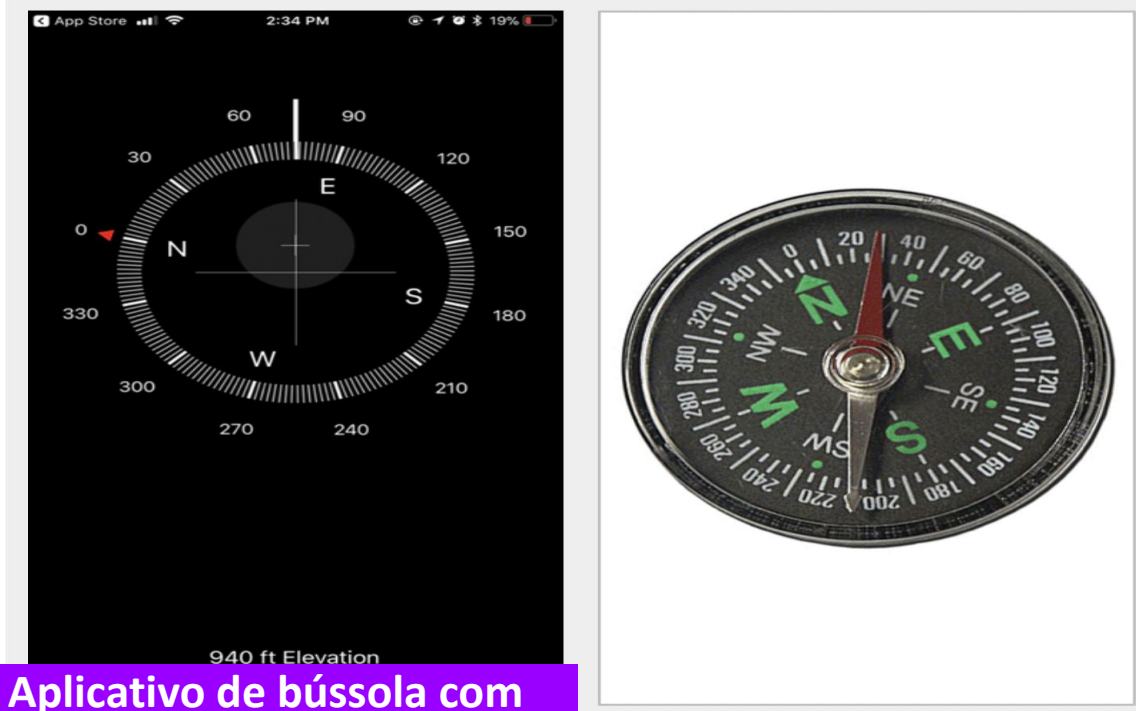 App Store 2:34 PM 19%
60 90
30 120
E
0 N 150
S
330 180
W
300 210
270 240
940 ft Elevation
Aplicativo de bússola com
0 20 40 60 80 100 120 140 160 180 200 220 240 260 280 300 320 340
N NE E SE S SW W NW